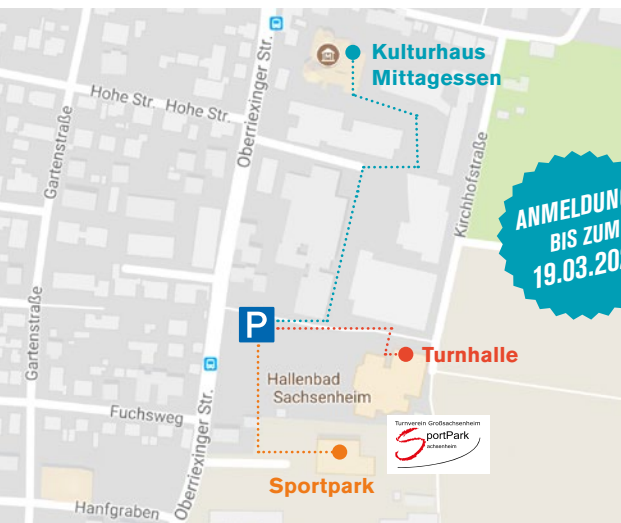 Kulturhaus
Mittagessen
Hohe Str.
Hohe Str.
Oberriexinger Str.
Gartenstraße
Kirchhofstraße
ANMELDUN
BIS ZUM
19.03.20
P
Turnhalle
Gartenstraße
Hallenbad
Sachsenheim
Fuchsweg
Oberriexinger Str.
Turnverein Großsachsenheim
SportPark
Sachsenheim
Sportpark
Hanfgraben